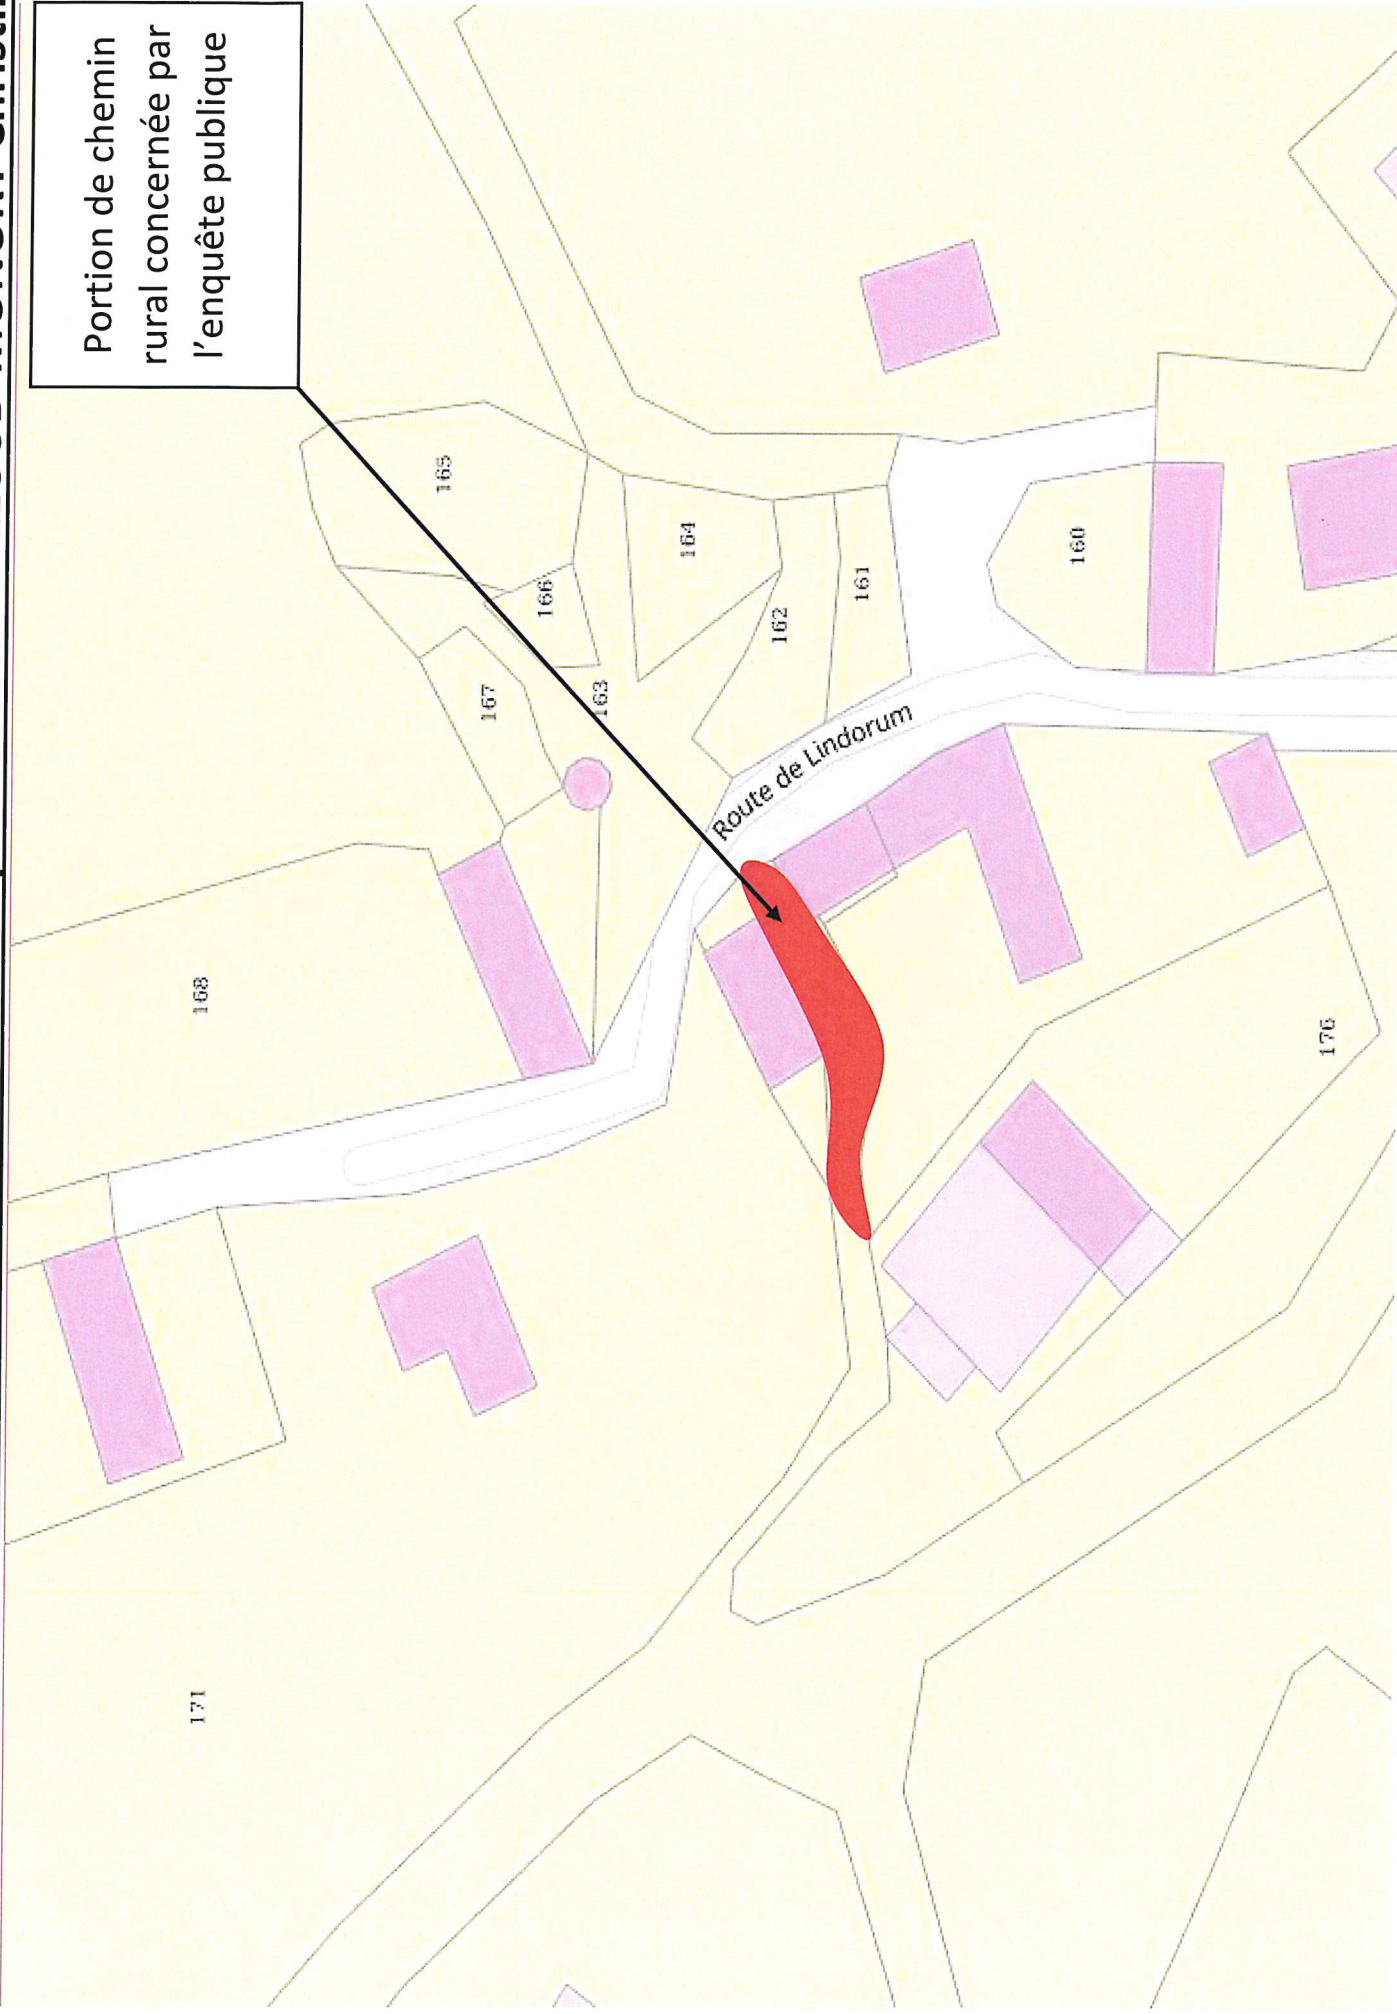 Portion de chemin
rural concernée par
l'enquête publique
165
164
166
161
160
162
167
163
Route de Lindorum
168
176
171